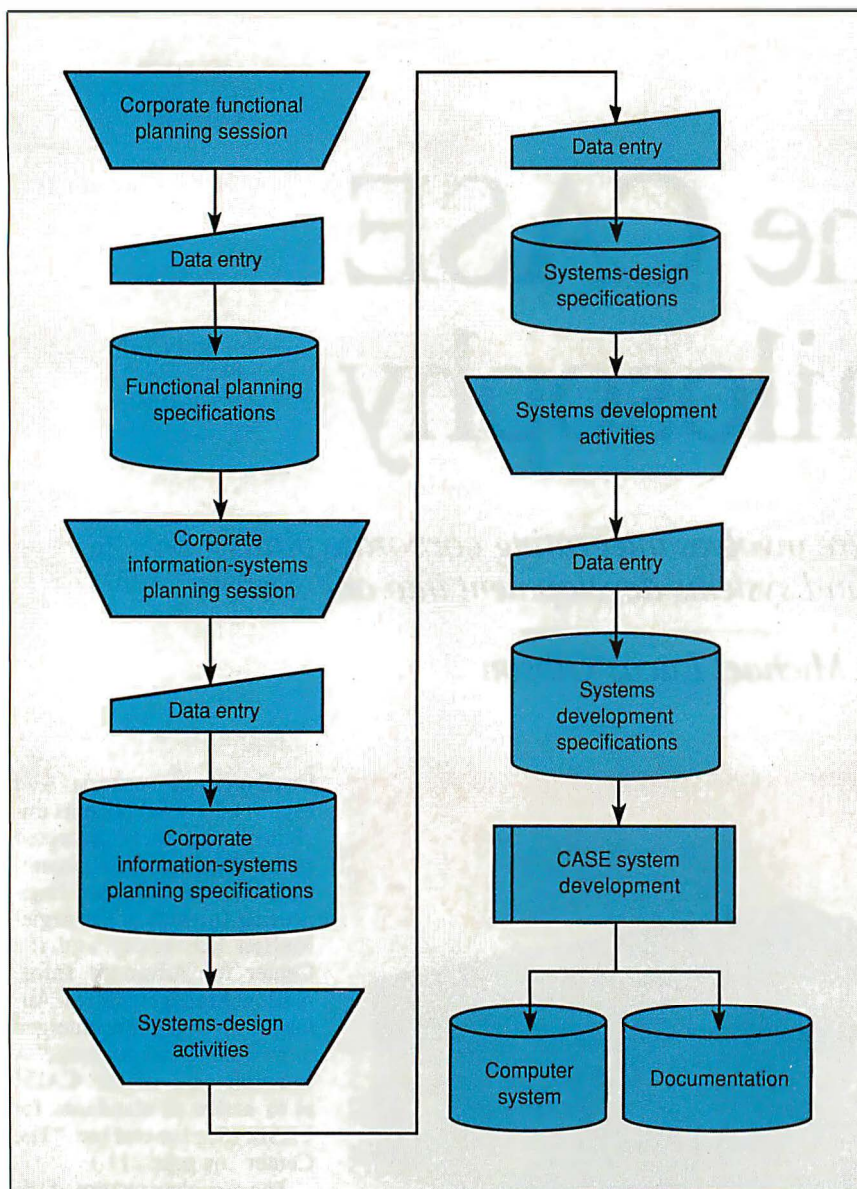 Corporate functional
planning session
Data entry
Functional planning
specifications
Corporate
information-systems
planning session
Data entry
Corporate
information-systems
planning specifications
Systems-design
activities
Data entry
Systems-design
specifications
Systems development
activities
Data entry
Systems
development
specifications
CASE system
development
Computer
system
Documentation